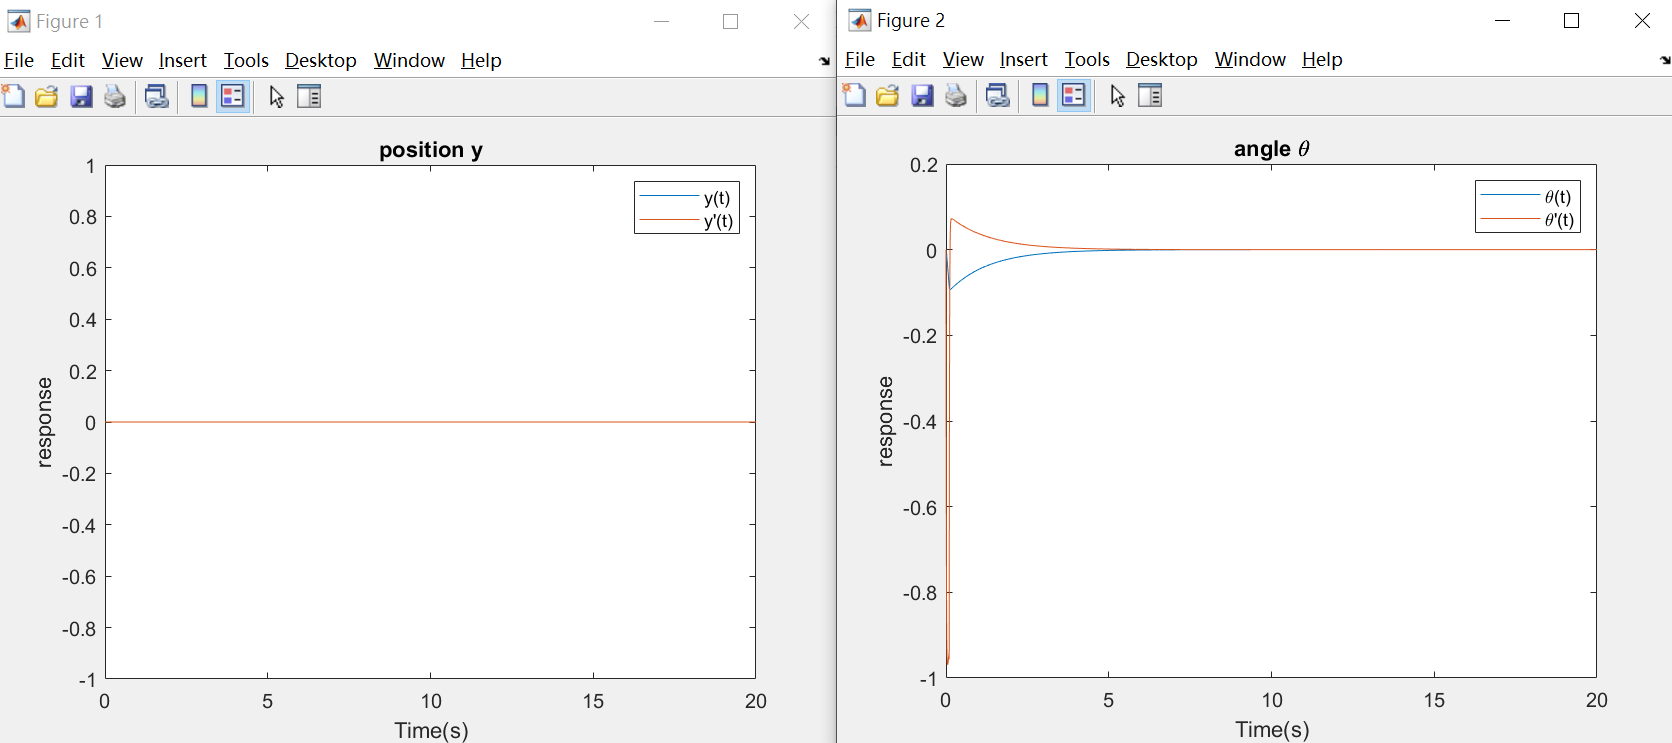 Figure 1
File Edit View Insert Tools Desktop Window Help
position y
1
0.8
0.6
0.4
0.2
0
-0.2
-0.4
-0.6
-0.8
-1
response
y(t)
y'(t)
0 5 10 15 20
Time(s)
Figure 2
File Edit View Insert Tools Desktop Window Help
angle θ
0.2
0
-0.2
-0.4
-0.6
-0.8
-1
response
θ(t)
θ'(t)
0 5 10 15 20
Time(s)